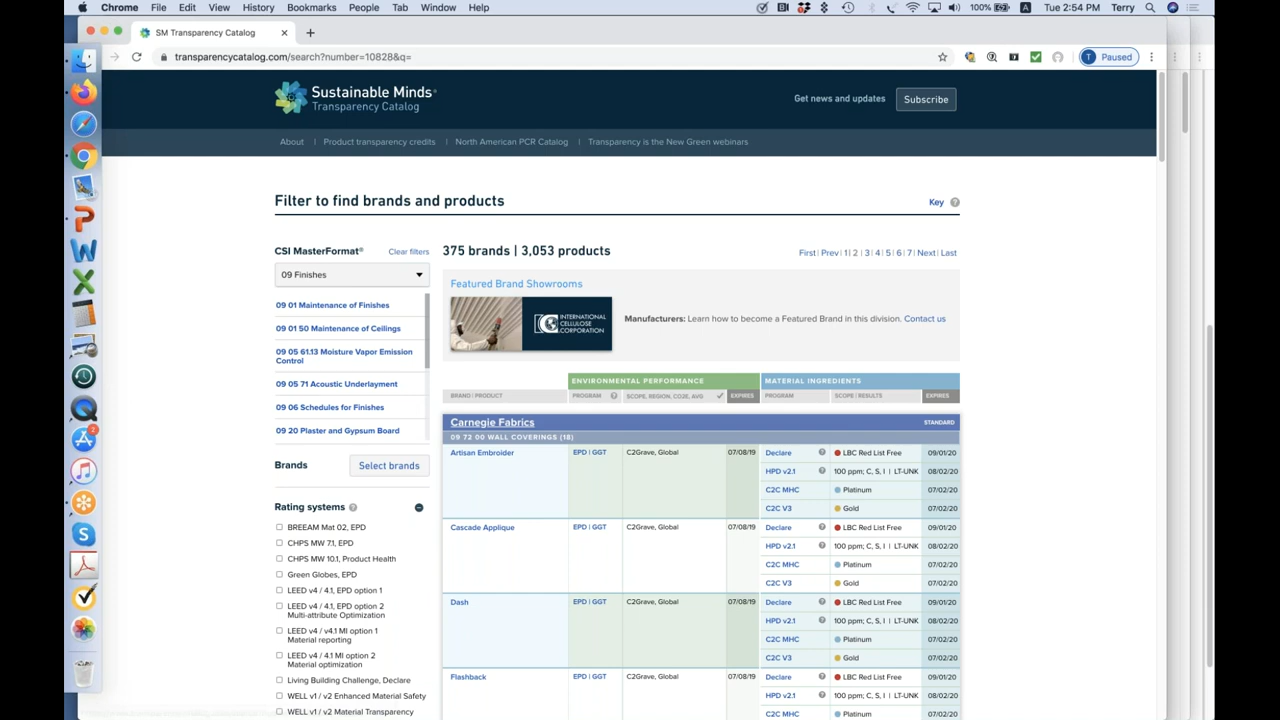 Chrome File Edit View History Bookmarks People Tab Window Help 100% Tue 2:54 PM Terry
SM Transparency Catalog
transparencycatalog.com/search?number=10828&q= T Paused
Sustainable Minds®
Transparency Catalog
Get news and updates Subscribe
About | Product transparency credits | North American PCR Catalog | Transparency is the New Green webinars
Filter to find brands and products Key ?
CSI MasterFormat® Clear filters
09 Finishes
09 01 Maintenance of Finishes
09 01 50 Maintenance of Ceilings
09 05 61.13 Moisture Vapor Emission
Control
09 05 71 Acoustic Underlayment
09 06 Schedules for Finishes
09 20 Plaster and Gypsum Board
Brands Select brands
Rating systems ?
BREEAM Mat 02, EPD
CHPS MW 7.1, EPD
CHPS MW 10.1, Product Health
Green Globes, EPD
LEED v4 / 4.1, EPD option 1
LEED v4 / 4.1, EPD option 2
Multi-attribute Optimization
LEED v4 / v4.1 MI option 1
Material reporting
LEED v4 / 4.1 MI option 2
Material optimization
Living Building Challenge, Declare
WELL v1 / v2 Enhanced Material Safety
WELL v1 / v2 Material Transparency
375 brands | 3,053 products First | Prev | 1 | 2 | 3 | 4 | 5 | 6 | 7 | Next | Last
Featured Brand Showrooms
INTERNATIONAL
CELLULOSE
CORPORATION
Manufacturers: Learn how to become a Featured Brand in this division. Contact us
ENVIRONMENTAL PERFORMANCE MATERIAL INGREDIENTS
BRAND | PRODUCT PROGRAM ? SCOPE, REGION, CO2E, AVG EXPIRES PROGRAM SCOPE | RESULTS EXPIRES
Carnegie Fabrics STANDARD
09 72 00 WALL COVERINGS (18)
Artisan Embroider EPD | GGT C2Grave, Global 07/08/19 Declare ? LBC Red List Free 09/01/20
HPD v2.1 ? 100 ppm; C, S, I | LT-UNK 08/02/20
C2C MHC Platinum 07/02/20
C2C V3 Gold 07/02/20
Cascade Applique EPD | GGT C2Grave, Global 07/08/19 Declare ? LBC Red List Free 09/01/20
HPD v2.1 ? 100 ppm; C, S, I | LT-UNK 08/02/20
C2C MHC Platinum 07/02/20
C2C V3 Gold 07/02/20
Dash EPD | GGT C2Grave, Global 07/08/19 Declare ? LBC Red List Free 09/01/20
HPD v2.1 ? 100 ppm; C, S, I | LT-UNK 08/02/20
C2C MHC Platinum 07/02/20
C2C V3 Gold 07/02/20
Flashback EPD | GGT C2Grave, Global 07/08/19 Declare ? LBC Red List Free 09/01/20
HPD v2.1 ? 100 ppm; C, S, I | LT-UNK 08/02/20
C2C MHC Platinum 07/02/20